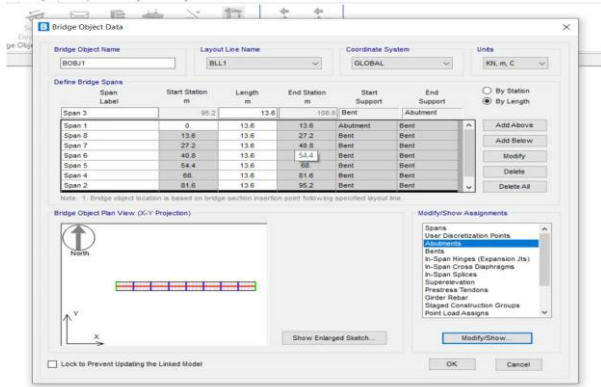 Bridge Object Data
Bridge Object Name
Layout Line Name
Coordinate System
Units
BOBJ1
BLL1
GLOBAL
KN, m, C
Define Bridge Spans
Span Label
Start Station m
Length m
End Station m
Start Support
End Support
By Station
By Length
Span 3 95.2 13.6 108.8 Bent Abutment
Span 1 0. 13.6 13.6 Abutment Bent
Span 8 13.6 13.6 27.2 Bent Bent
Span 7 27.2 13.6 40.8 Bent Bent
Span 6 40.8 13.6 54.4 Bent Bent
Span 5 54.4 13.6 68. Bent Bent
Span 4 68. 13.6 81.6 Bent Bent
Span 2 81.6 13.6 95.2 Bent Bent
Add Above
Add Below
Modify
Delete
Delete All
Note: 1. Bridge object location is based on bridge section insertion point following specified layout line.
Bridge Object Plan View (X-Y Projection)
North
Y
X
Show Enlarged Sketch...
Modify/Show Assignments
Spans
User Discretization Points
Abutments
Bents
In-Span Hinges (Expansion Jts)
In-Span Cross Diaphragms
In-Span Splices
Superelevation
Prestress Tendons
Girder Rebar
Staged Construction Groups
Point Load Assigns
Modify/Show...
Lock to Prevent Updating the Linked Model
OK
Cancel